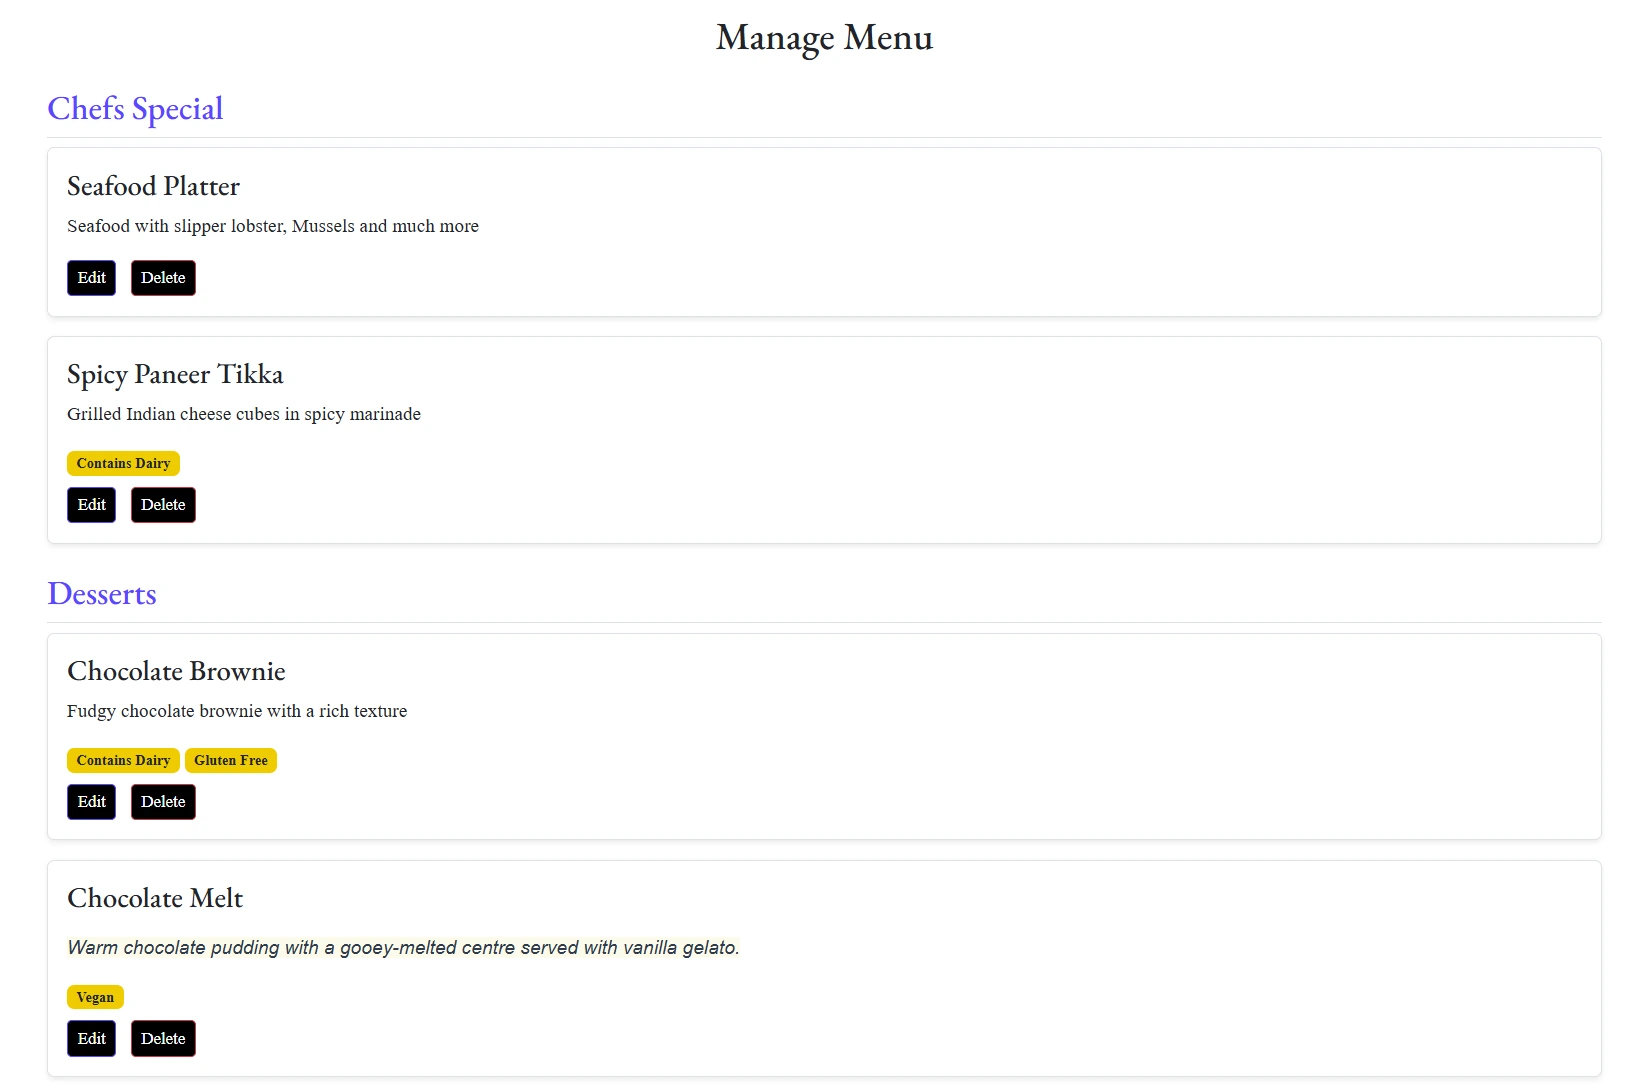 Manage Menu
Chefs Special
Seafood Platter
Seafood with slipper lobster, Mussels and much more
Edit Delete
Spicy Paneer Tikka
Grilled Indian cheese cubes in spicy marinade
Contains Dairy
Edit Delete
Desserts
Chocolate Brownie
Fudgy chocolate brownie with a rich texture
Contains Dairy Gluten Free
Edit Delete
Chocolate Melt
Warm chocolate pudding with a gooey-melted centre served with vanilla gelato.
Vegan
Edit Delete